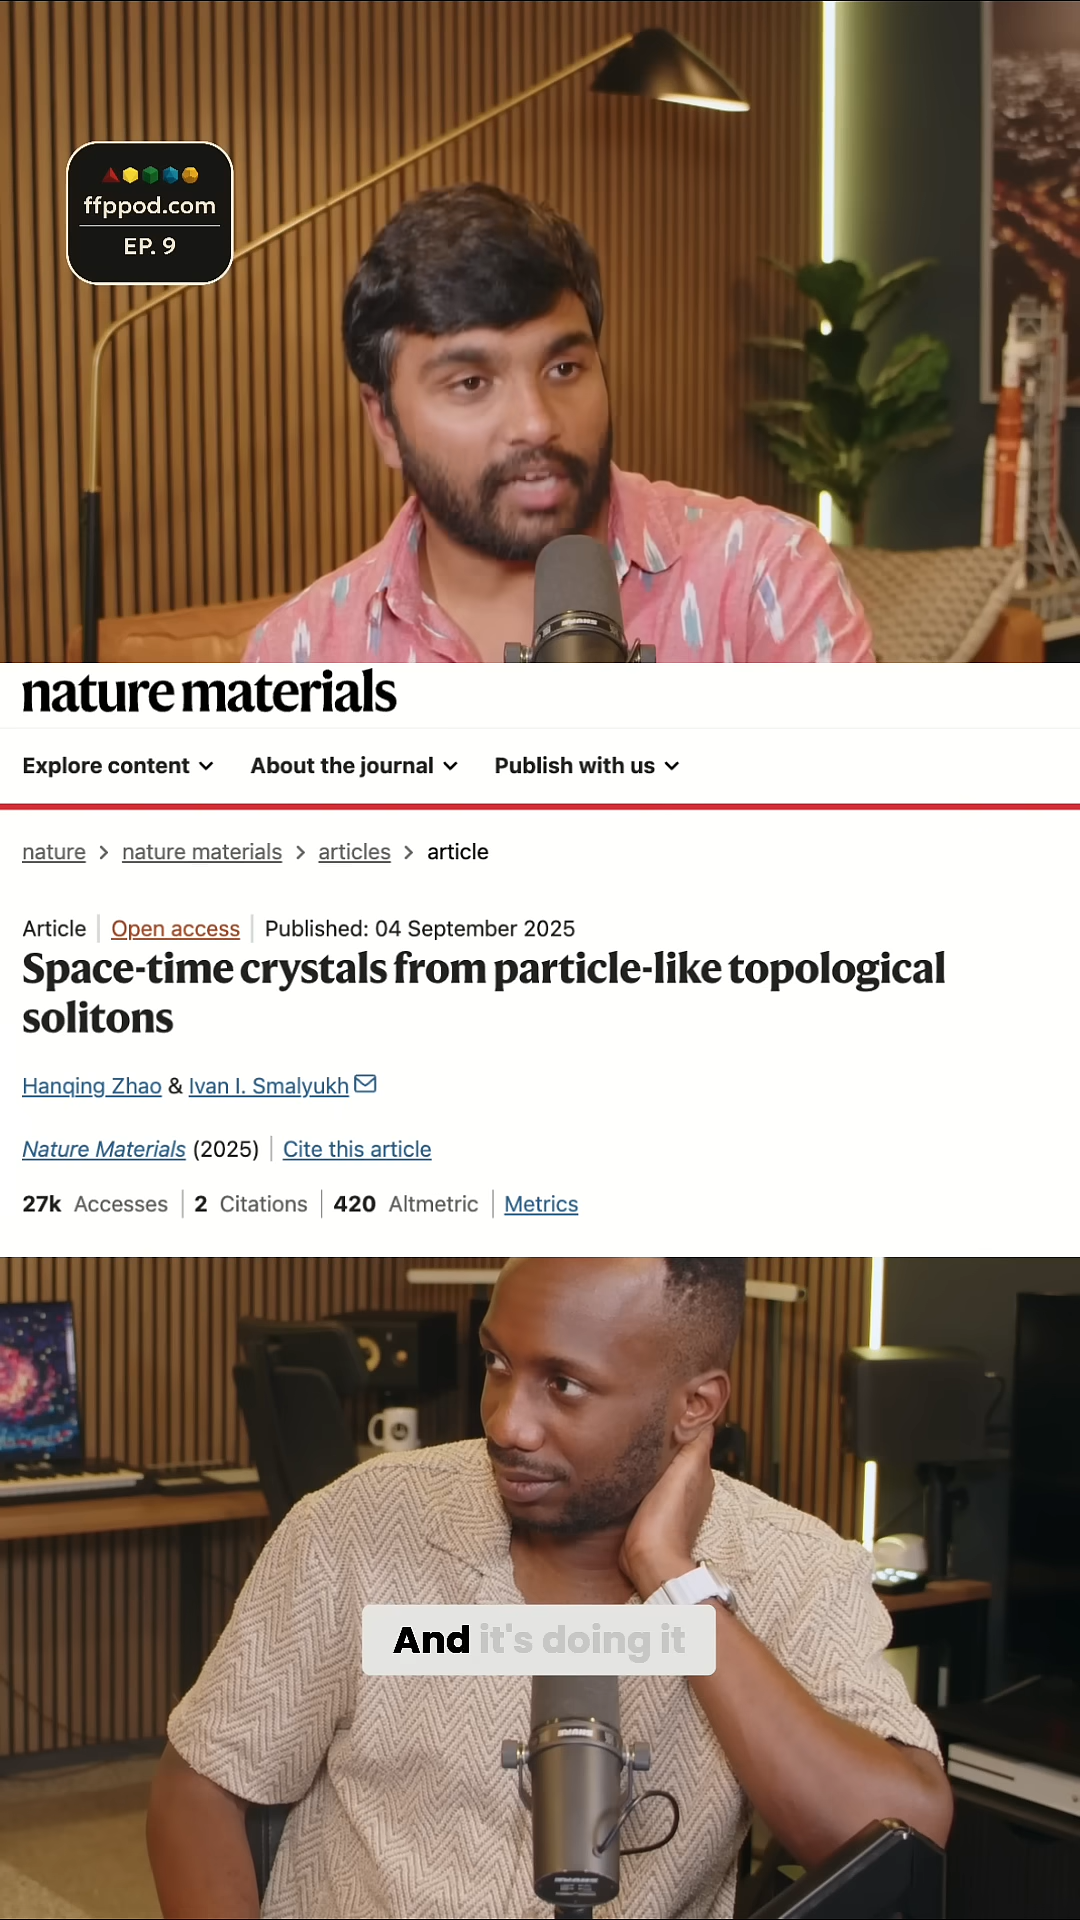 ffppod.com
EP. 9
nature materials
Explore content About the journal Publish with us
nature > nature materials > articles > article
Article | Open access | Published: 04 September 2025
Space-time crystals from particle-like topological
solitons
Hanqing Zhao & Ivan I. Smalyukh
Nature Materials (2025) | Cite this article
27k Accesses | 2 Citations | 420 Altmetric | Metrics
And it's doing it